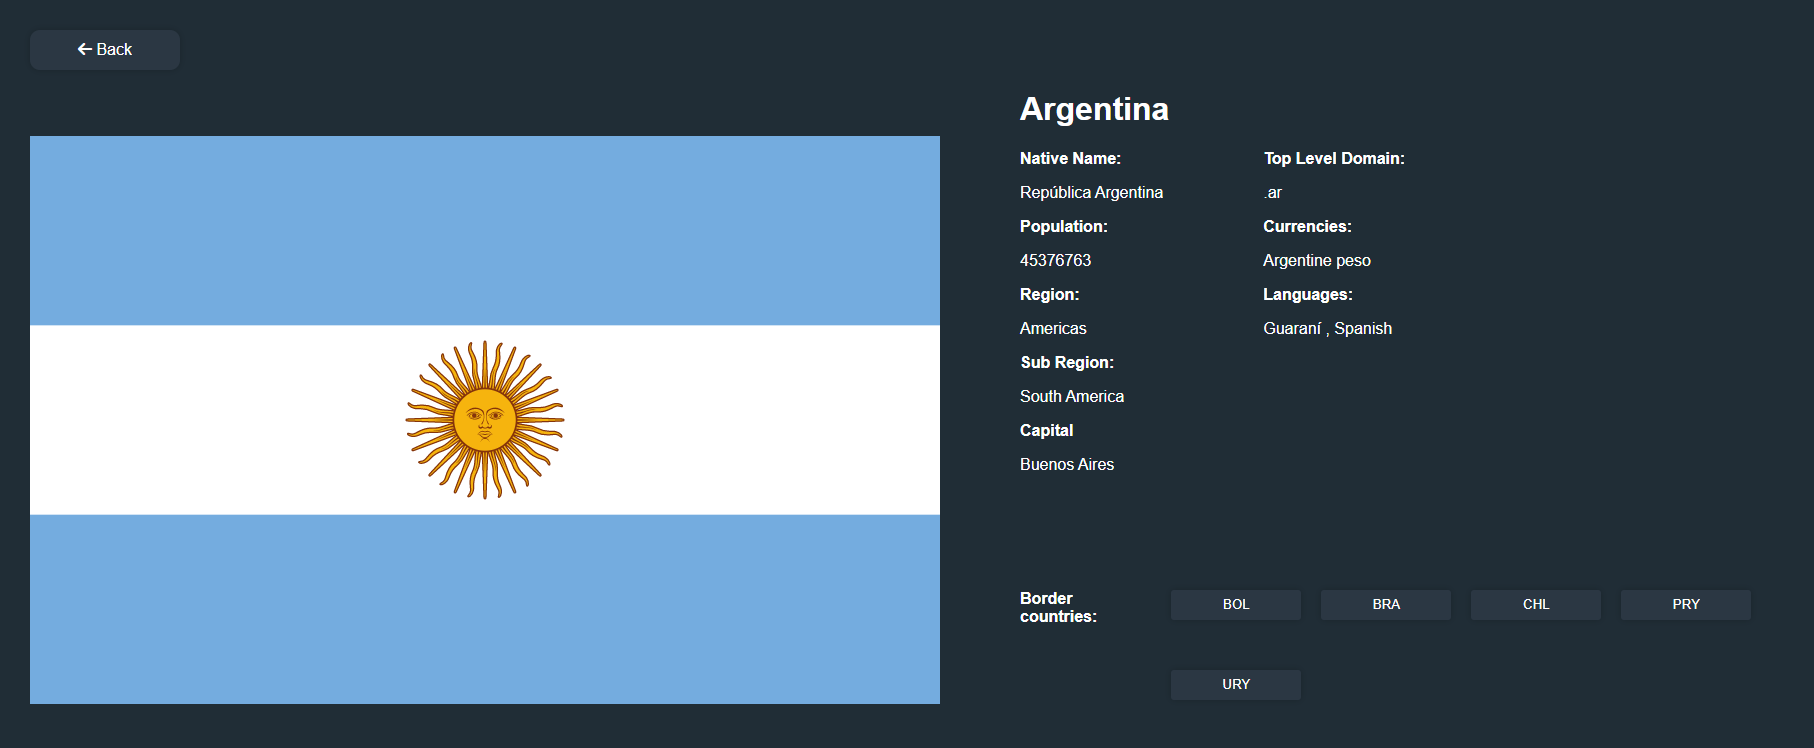 Back
Argentina
Native Name:
República Argentina
Population:
45376763
Region:
Americas
Sub Region:
South America
Capital
Buenos Aires
Top Level Domain:
.ar
Currencies:
Argentine peso
Languages:
Guaraní , Spanish
Border
countries:
BOL
BRA
CHL
PRY
URY